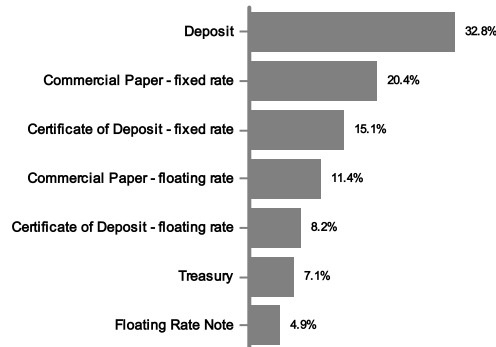 Deposit 32.8%
Commercial Paper - fixed rate 20.4%
Certificate of Deposit - fixed rate 15.1%
Commercial Paper - floating rate 11.4%
Certificate of Deposit - floating rate 8.2%
Treasury 7.1%
Floating Rate Note 4.9%